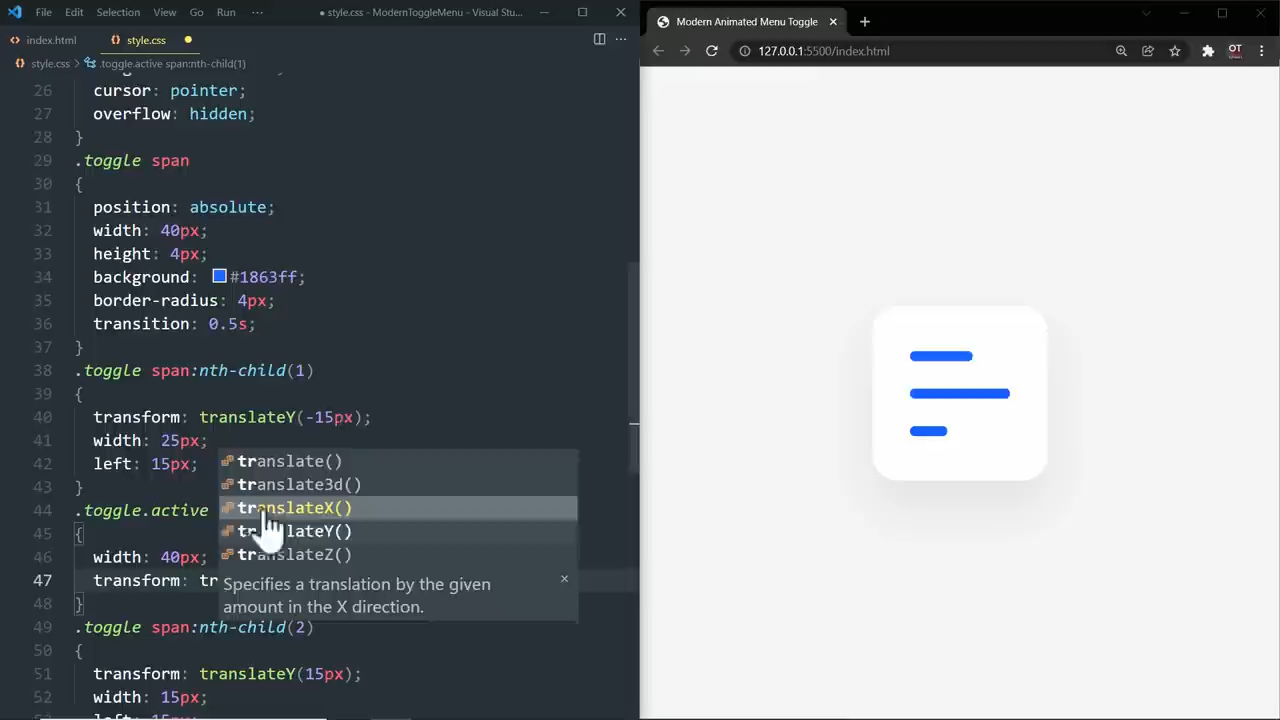 File Edit Selection View Go Run ··· ● style.css - ModernToggleMenu - Visual Stu...
index.html style.css
style.css > .toggle.active span:nth-child(1)
26 cursor: pointer;
27 overflow: hidden;
28 }
29 .toggle span
30 {
31 position: absolute;
32 width: 40px;
33 height: 4px;
34 background: #1863ff;
35 border-radius: 4px;
36 transition: 0.5s;
37 }
38 .toggle span:nth-child(1)
39 {
40 transform: translateY(-15px);
41 width: 25px;
42 left: 15px;
43 }
44 .toggle.active
45 {
46 width: 40px;
47 transform: tr
48 }
49 .toggle span:nth-child(2)
50 {
51 transform: translateY(15px);
52 width: 15px;
translate()
translate3d()
translateX()
translateY()
translateZ()
Specifies a translation by the given
amount in the X direction.
Modern Animated Menu Toggle
127.0.0.1:5500/index.html
OT